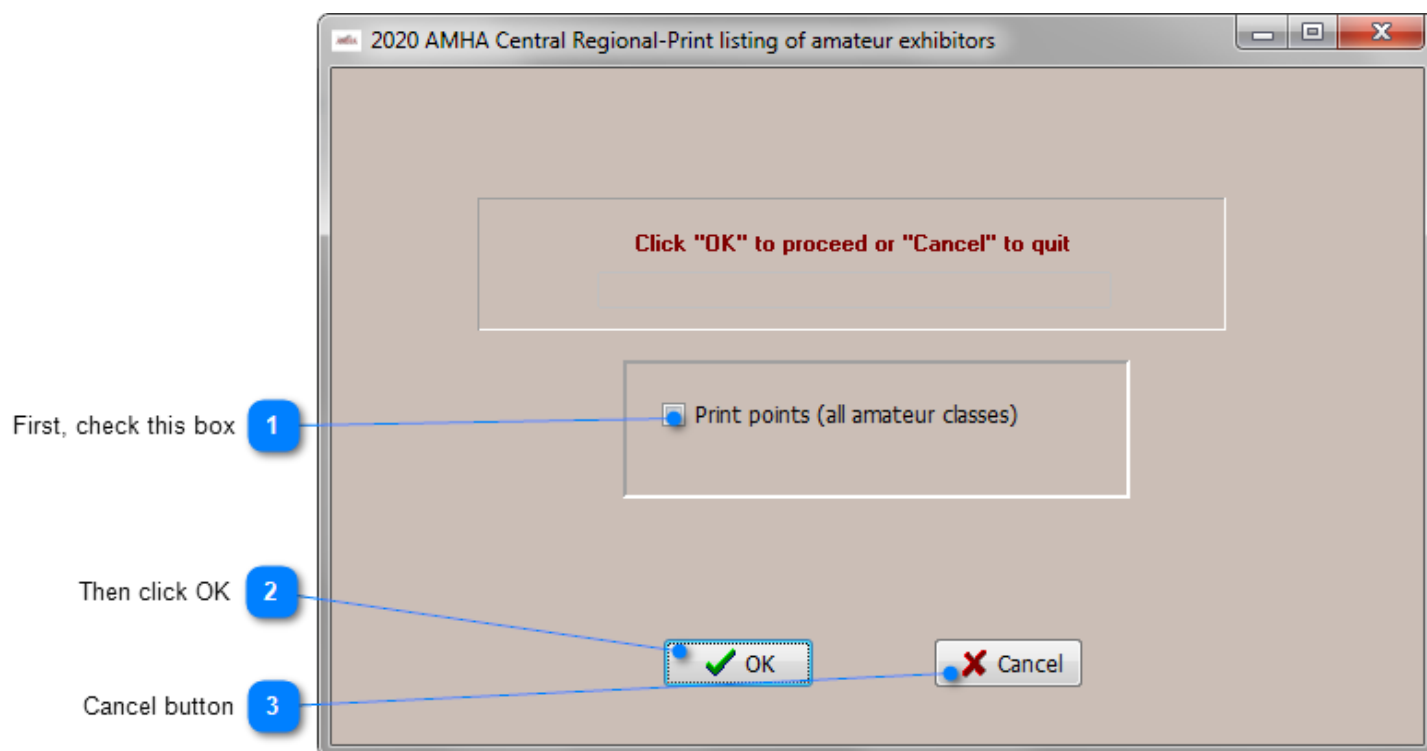 2020 AMHA Central Regional-Print listing of amateur exhibitors
Click "OK" to proceed or "Cancel" to quit
First, check this box 1
Print points (all amateur classes)
Then click OK 2
OK
Cancel
Cancel button 3